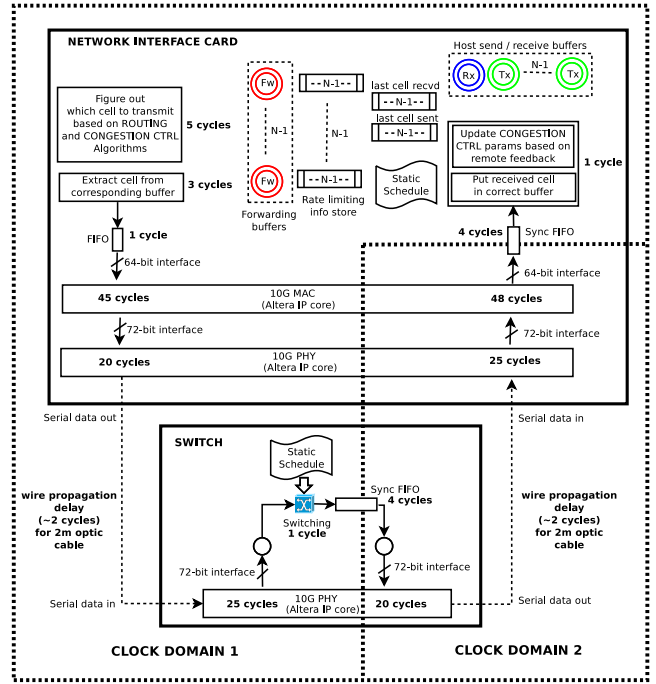 NETWORK INTERFACE CARD
Host send / receive buffers
Figure out
which cell to transmit
based on ROUTING
and CONGESTION CTRL
Algorithms
5 cycles
Extract cell from
corresponding buffer
3 cycles
FIFO
1 cycle
64-bit interface
Fw
N-1
Fw
Forwarding
buffers
--N-1--
N-1
--N-1--
Rate limiting
info store
last cell recvd
--N-1--
last cell sent
--N-1--
Static
Schedule
Rx
Tx
N-1
Tx
Update CONGESTION
CTRL params based on
remote feedback
Put received cell
in correct buffer
1 cycle
4 cycles
Sync FIFO
64-bit interface
45 cycles
10G MAC
(Altera IP core)
48 cycles
72-bit interface
72-bit interface
20 cycles
10G PHY
(Altera IP core)
25 cycles
Serial data out
Serial data in
SWITCH
Static
Schedule
Switching
1 cycle
Sync FIFO
4 cycles
wire propagation
delay
(~2 cycles)
for 2m optic
cable
wire propagation
delay
(~2 cycles)
for 2m optic
cable
72-bit interface
72-bit interface
Serial data in
25 cycles
10G PHY
(Altera IP core)
20 cycles
Serial data out
CLOCK DOMAIN 1
CLOCK DOMAIN 2